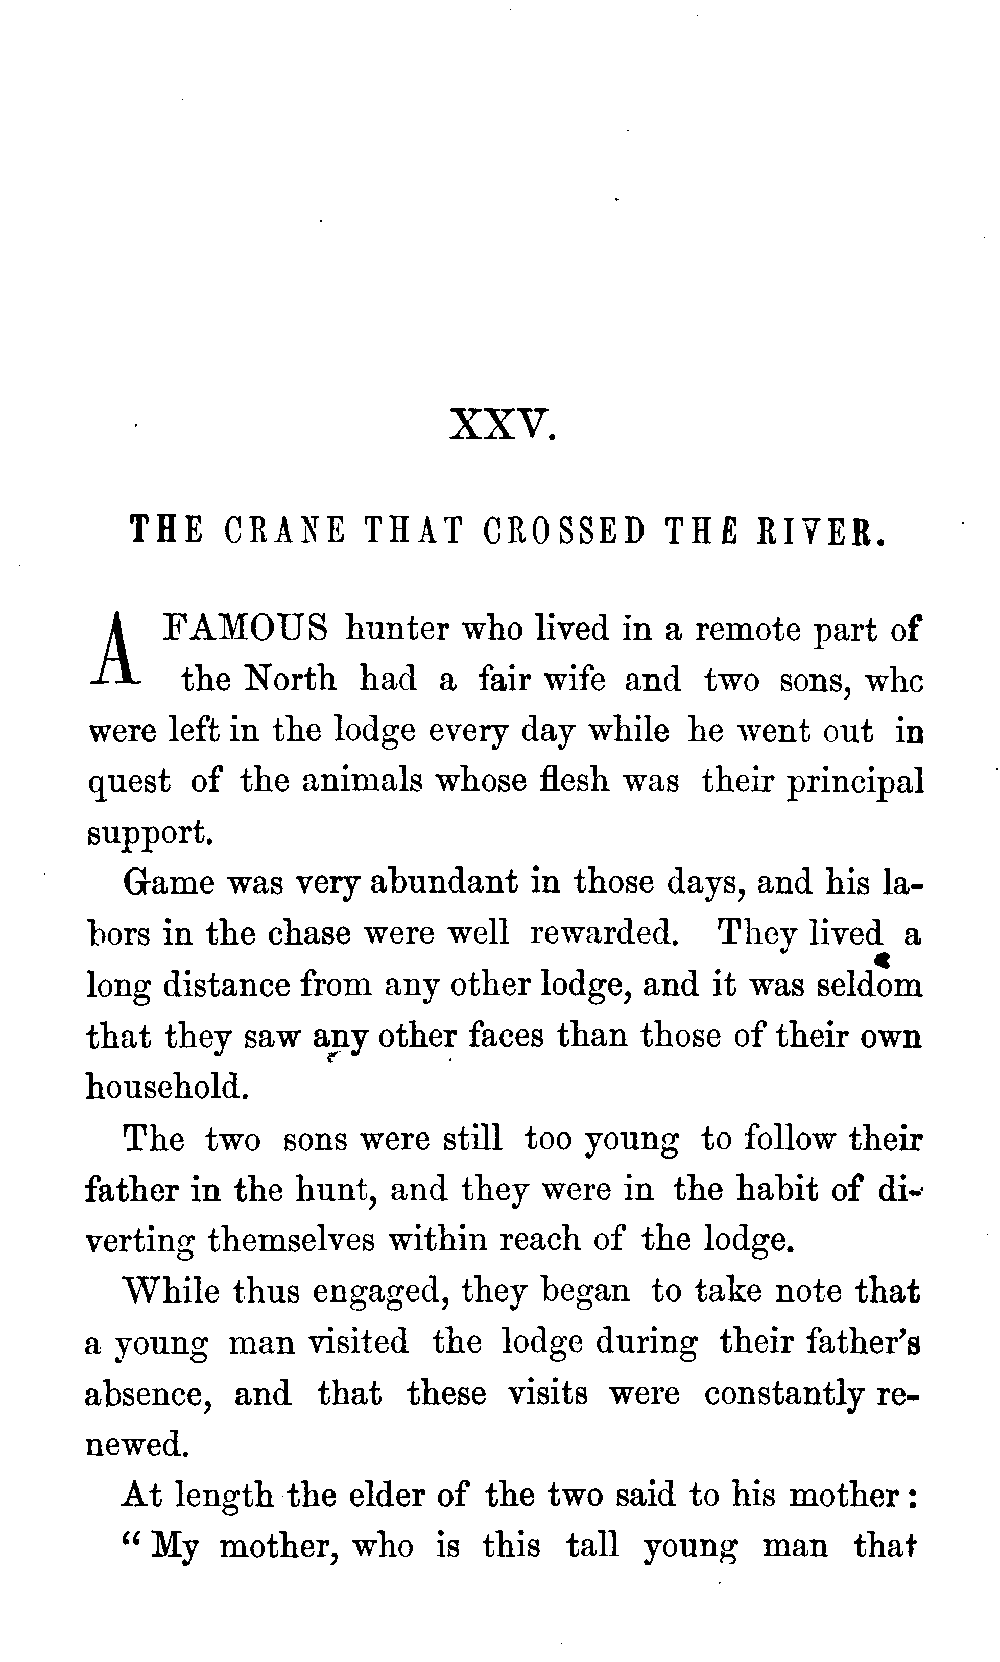 XXV.
THE CRANE THAT CROSSED THE RIVER.
A FAMOUS hunter who lived in a remote part of
the North had a fair wife and two sons, who
were left in the lodge every day while he went out in
quest of the animals whose flesh was their principal
support.
Game was very abundant in those days, and his la-
bors in the chase were well rewarded. They lived a
long distance from any other lodge, and it was seldom
that they saw any other faces than those of their own
household.
The two sons were still too young to follow their
father in the hunt, and they were in the habit of di-
verting themselves within reach of the lodge.
While thus engaged, they began to take note that
a young man visited the lodge during their father's
absence, and that these visits were constantly re-
newed.
At length the elder of the two said to his mother:
"My mother, who is this tall young man that